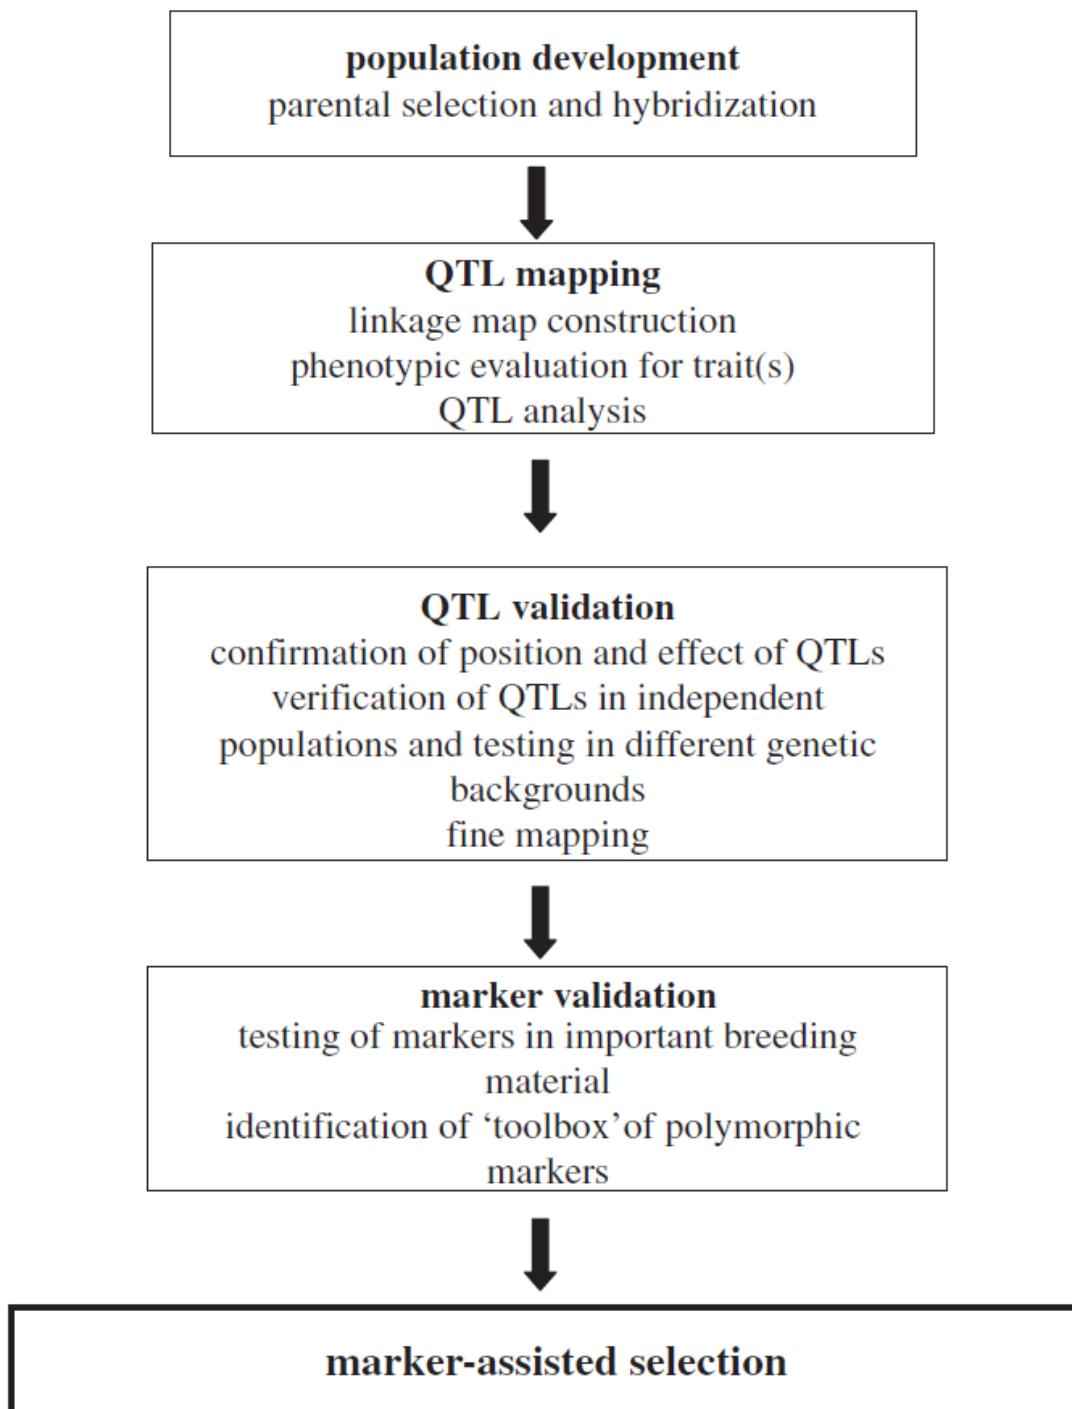 population development
parental selection and hybridization
QTL mapping
linkage map construction
phenotypic evaluation for trait(s)
QTL analysis
QTL validation
confirmation of position and effect of QTLs
verification of QTLs in independent
populations and testing in different genetic
backgrounds
fine mapping
marker validation
testing of markers in important breeding
material
identification of ‘toolbox’of polymorphic
markers
marker-assisted selection